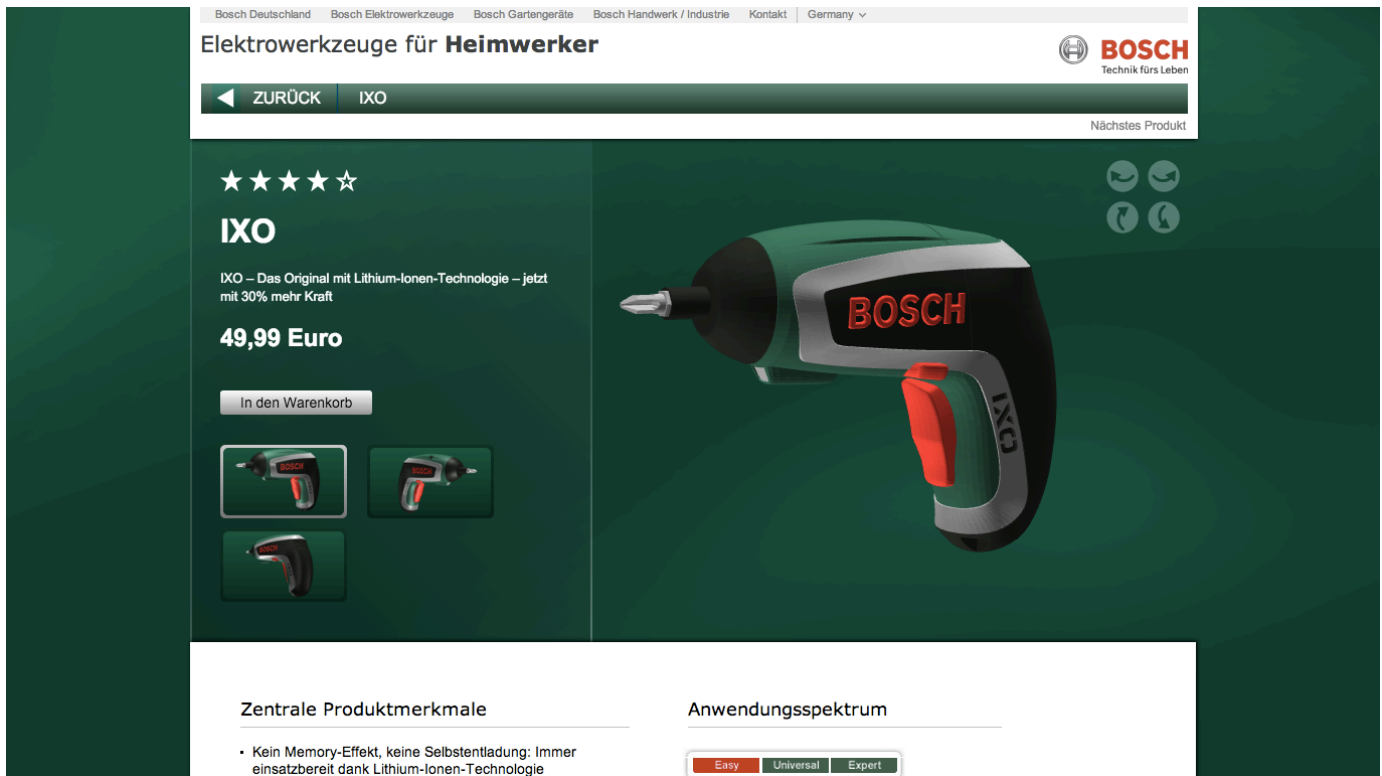 Bosch Deutschland Bosch Elektrowerkzeuge Bosch Gartengeräte Bosch Handwerk / Industrie Kontakt Germany
Elektrowerkzeuge für Heimwerker
BOSCH
Technik fürs Leben
ZURÜCK IXO
Nächstes Produkt
IXO
IXO – Das Original mit Lithium-Ionen-Technologie – jetzt
mit 30% mehr Kraft
49,99 Euro
In den Warenkorb
BOSCH
IXO
BOSCH
BOSCH
BOSCH
Zentrale Produktmerkmale
Kein Memory-Effekt, keine Selbstentladung: Immer
einsatzbereit dank Lithium-Ionen-Technologie
Anwendungsspektrum
Easy Universal Expert